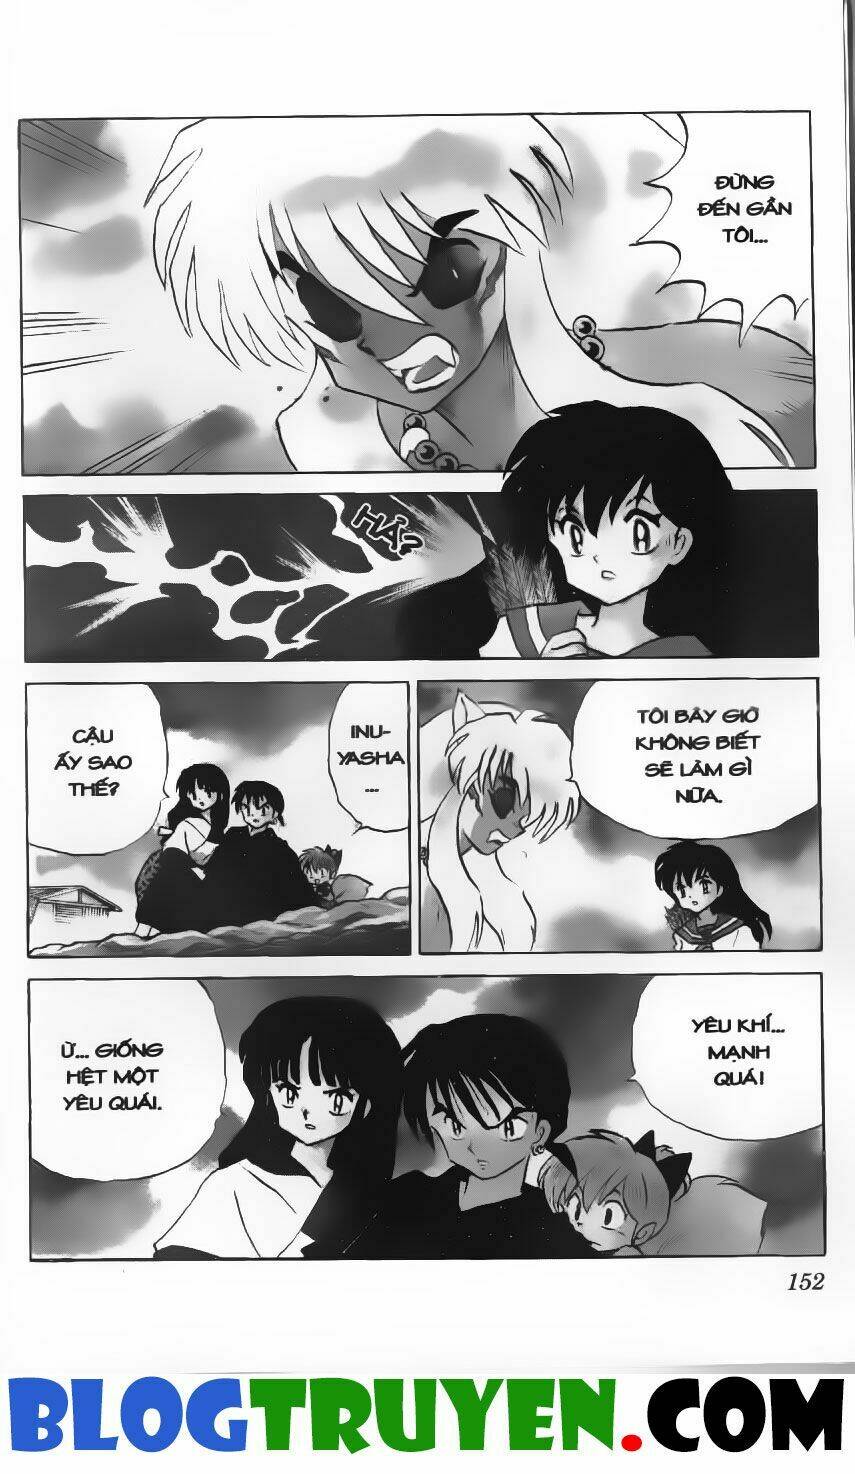 ĐỪNG
ĐẾN GẦN
TÔI...
HẢ?
TÔI BÂY GIỜ
KHÔNG BIẾT
SẼ LÀM GÌ
NỮA.
INU-
YASHA
...
CẬU
ẤY SAO
THẾ?
YÊU KHÍ...
MẠNH
QUÁ!
Ừ... GIỐNG
HỆT MỘT
YÊU QUÁI.
152
BLOGTRUYEN.COM